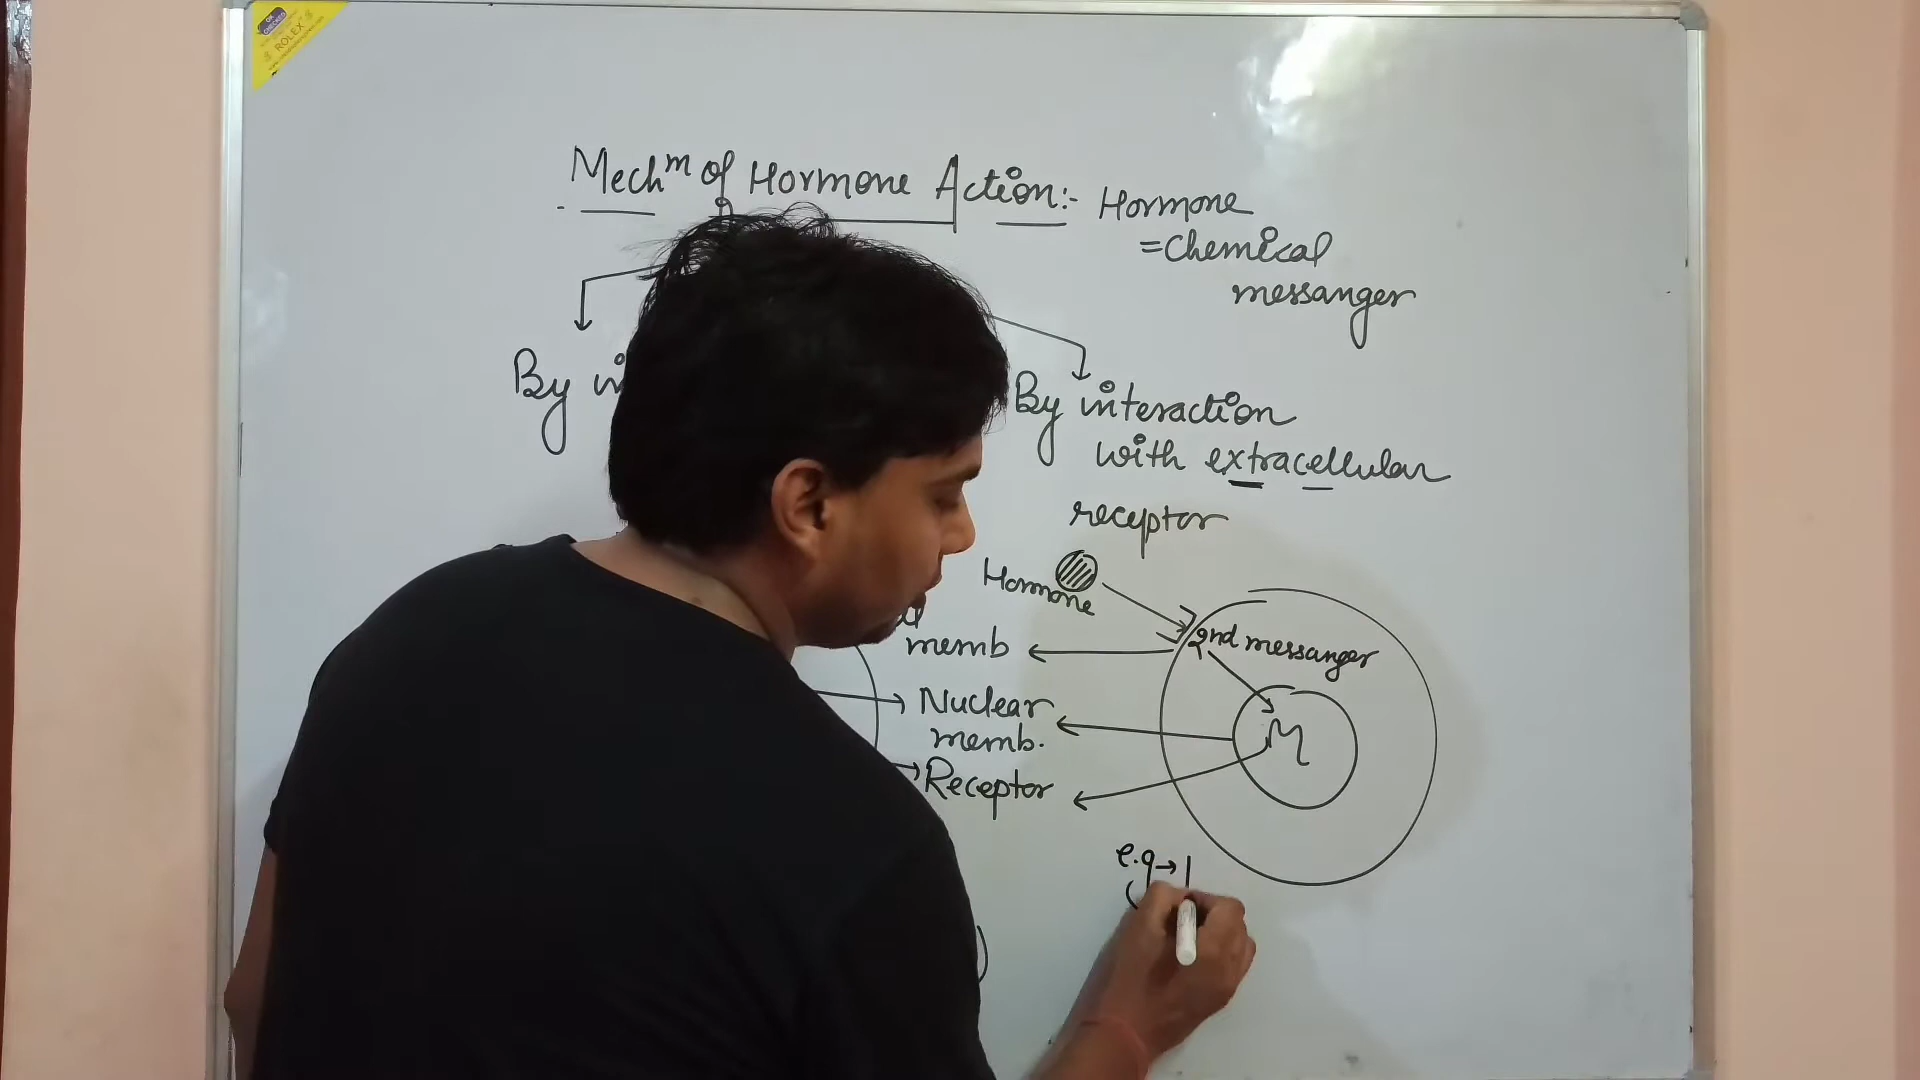 ROLEX
Mechᵐ of Hormone Action:- Hormone
=Chemical
messanger
By
By interaction
with extracellular
receptor
Hormone
2nd messanger
memb
Nuclear
memb.
Receptor
e.g→